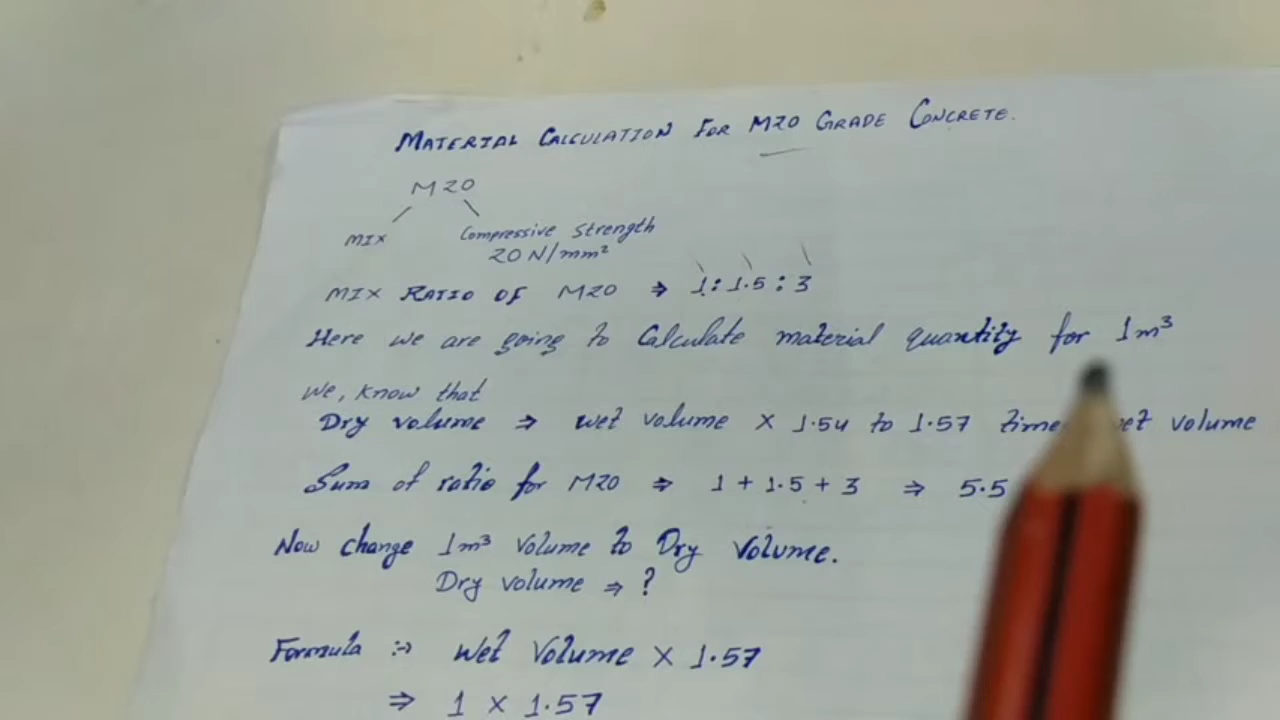 MATERIAL CALCULATION FOR M20 GRADE CONCRETE.
M20
MIX Compressive Strength
20 N/mm²
MIX RATIO OF M20 ⇒ 1:1.5:3
Here we are going to Calculate material quantity for 1m³
We, know that
Dry volume ⇒ wet volume × 1.54 to 1.57 volume
Sum of ratio for M20 ⇒ 1 + 1.5 + 3 ⇒ 5.5
Now change 1m³ Volume to Dry Volume.
Dry volume ⇒ ?
Formula :→ Wet Volume × 1.57
⇒ 1 × 1.57